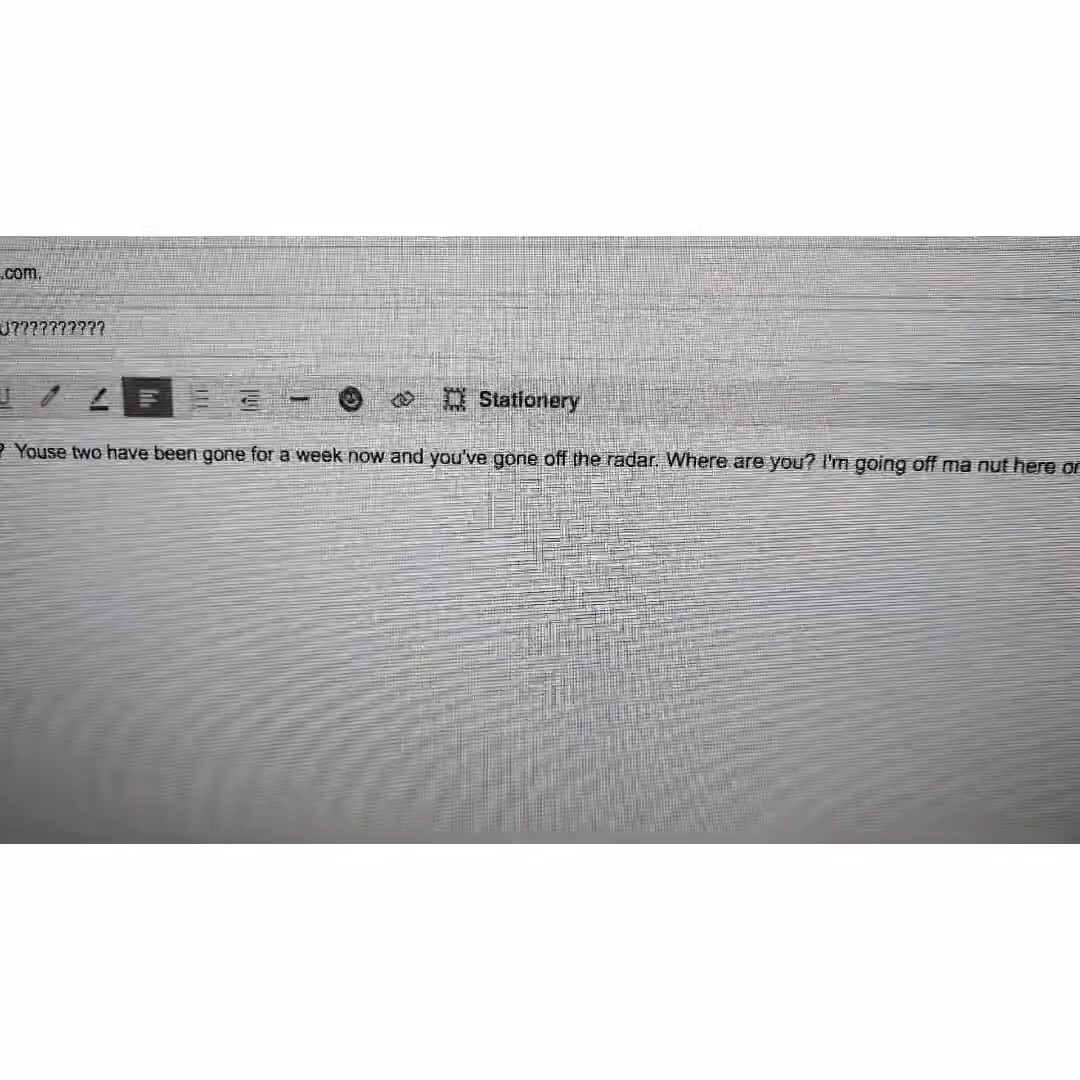 .com,
U??????????
Stationery
? Youse two have been gone for a week now and you've gone off the radar. Where are you? I'm going off ma nut here